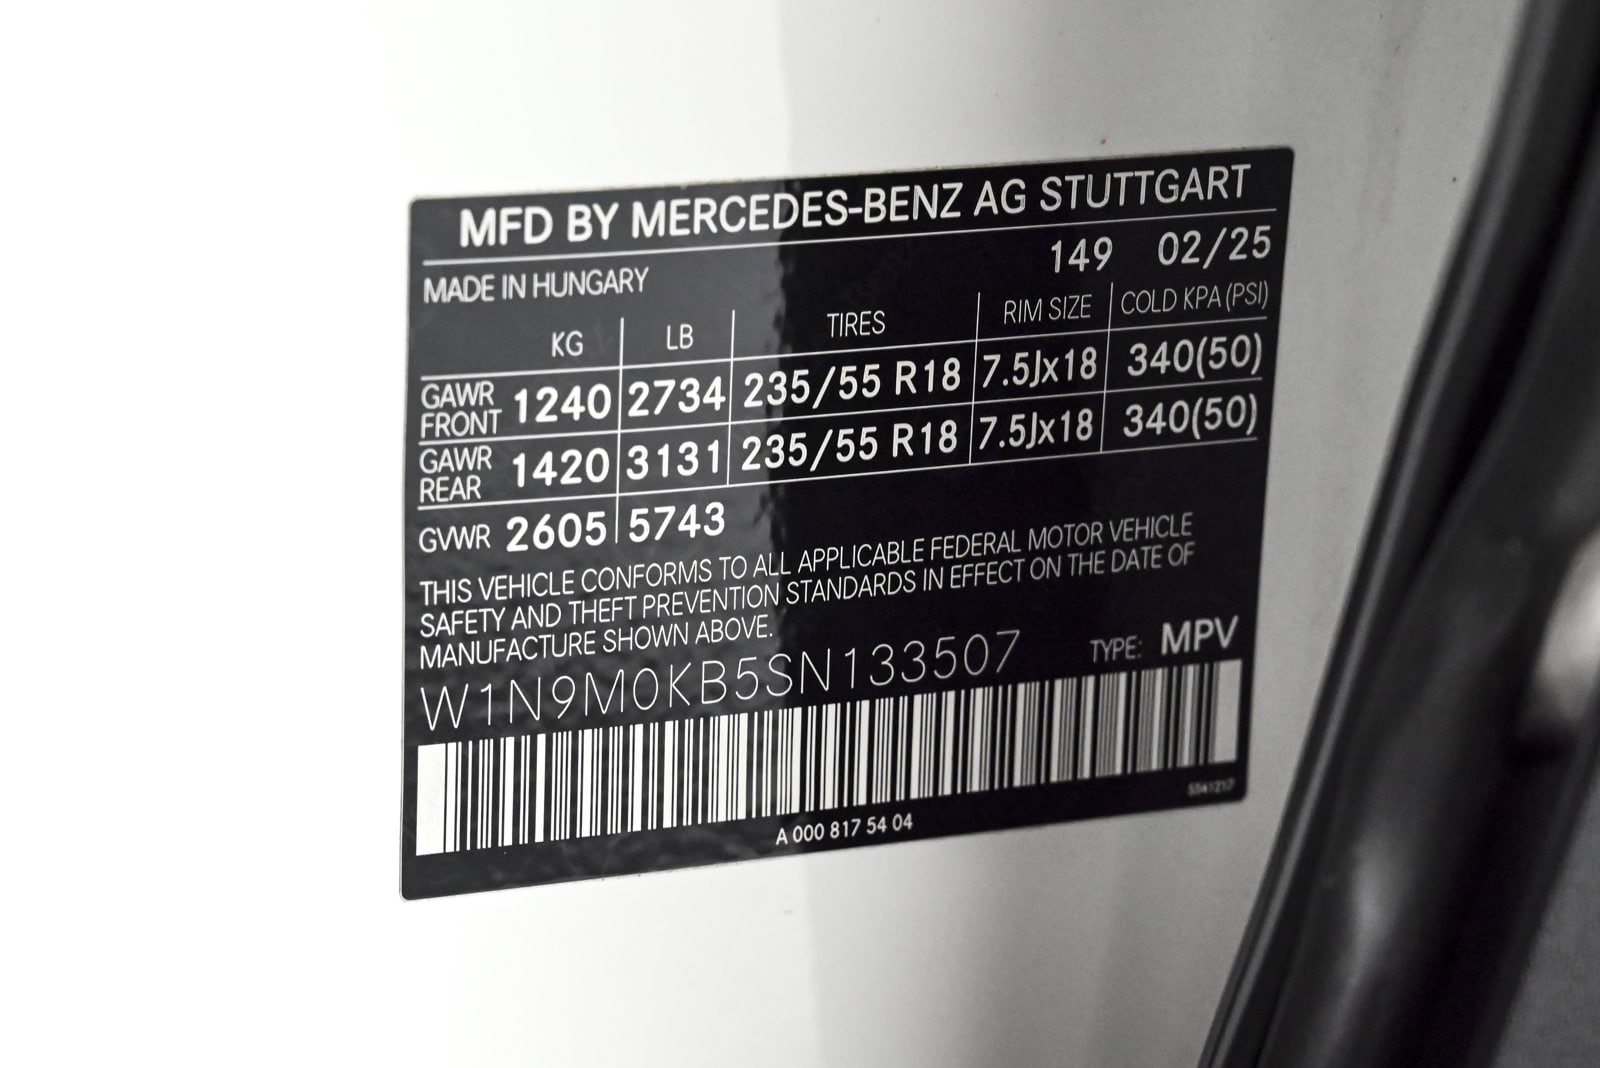 MFD BY MERCEDES-BENZ AG STUTTGART
MADE IN HUNGARY 149 02/25
KG LB TIRES RIM SIZE COLD KPA (PSI)
GAWR FRONT 1240 2734 235/55 R18 7.5Jx18 340(50)
GAWR REAR 1420 3131 235/55 R18 7.5Jx18 340(50)
GVWR 2605 5743
THIS VEHICLE CONFORMS TO ALL APPLICABLE FEDERAL MOTOR VEHICLE
SAFETY AND THEFT PREVENTION STANDARDS IN EFFECT ON THE DATE OF
MANUFACTURE SHOWN ABOVE.
W1N9M0KB5SN133507 TYPE: MPV
A 000 817 54 04